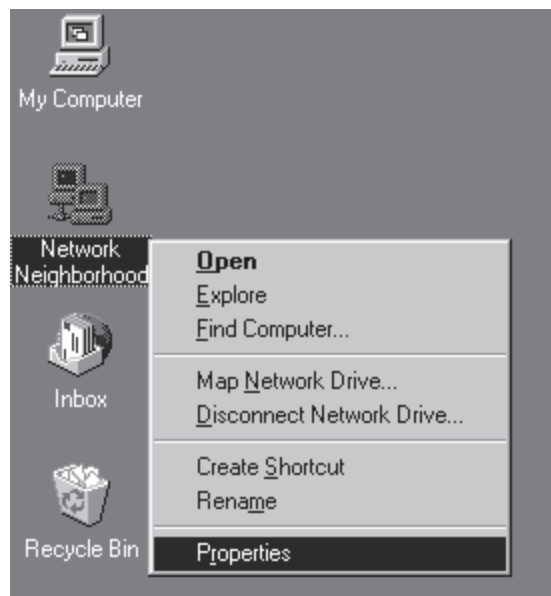 My Computer
Network
Neighborhood
Open
Explore
Find Computer...
Map Network Drive...
Disconnect Network Drive...
Create Shortcut
Rename
Properties
Inbox
Recycle Bin